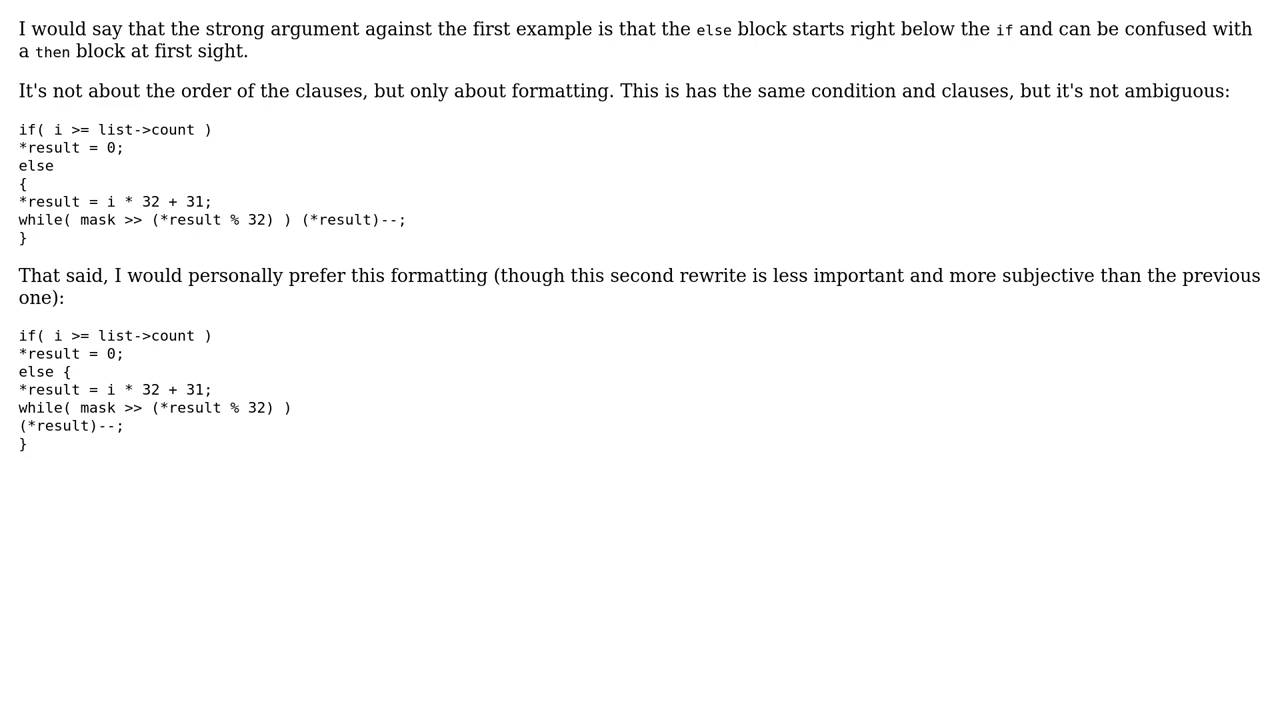 I would say that the strong argument against the first example is that the else block starts right below the if and can be confused with
a then block at first sight.
It's not about the order of the clauses, but only about formatting. This is has the same condition and clauses, but it's not ambiguous:
if( i >= list->count )
*result = 0;
else
{
*result = i * 32 + 31;
while( mask >> (*result % 32) ) (*result)--;
}
That said, I would personally prefer this formatting (though this second rewrite is less important and more subjective than the previous
one):
if( i >= list->count )
*result = 0;
else {
*result = i * 32 + 31;
while( mask >> (*result % 32) )
(*result)--;
}